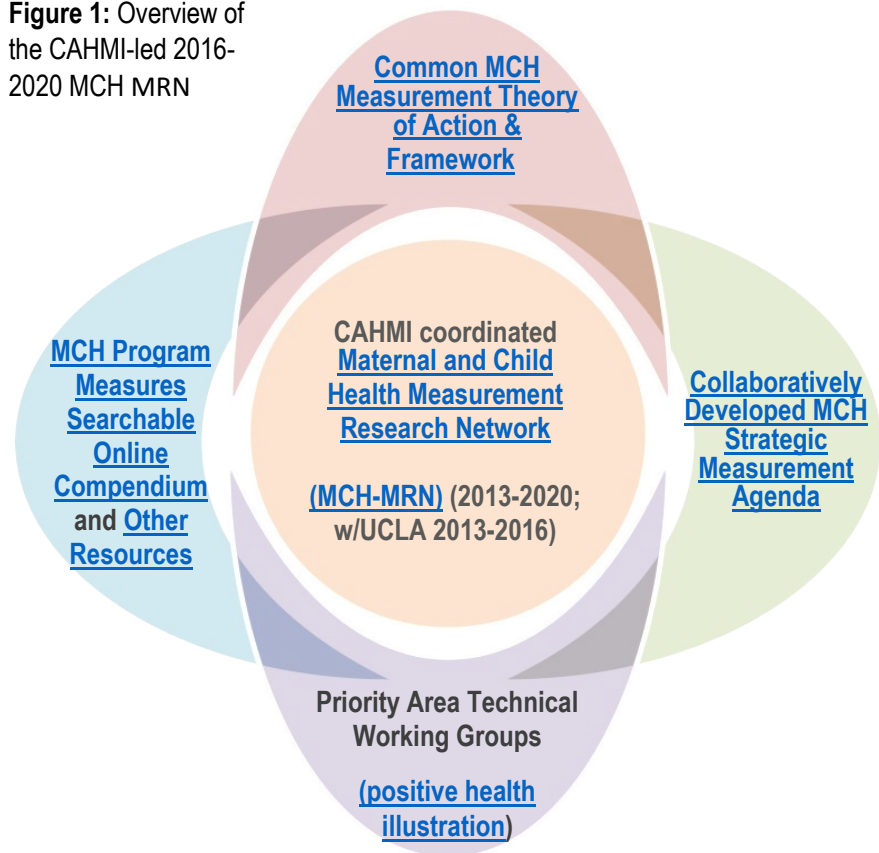 Figure 1: Overview of
the CAHMI-led 2016-
2020 MCH MRN
Common MCH
Measurement Theory
of Action &
Framework
MCH Program
Measures
Searchable
Online
Compendium
and Other
Resources
CAHMI coordinated
Maternal and Child
Health Measurement
Research Network
(MCH-MRN) (2013-2020;
w/UCLA 2013-2016)
Collaboratively
Developed MCH
Strategic
Measurement
Agenda
Priority Area Technical
Working Groups
(positive health
illustration)